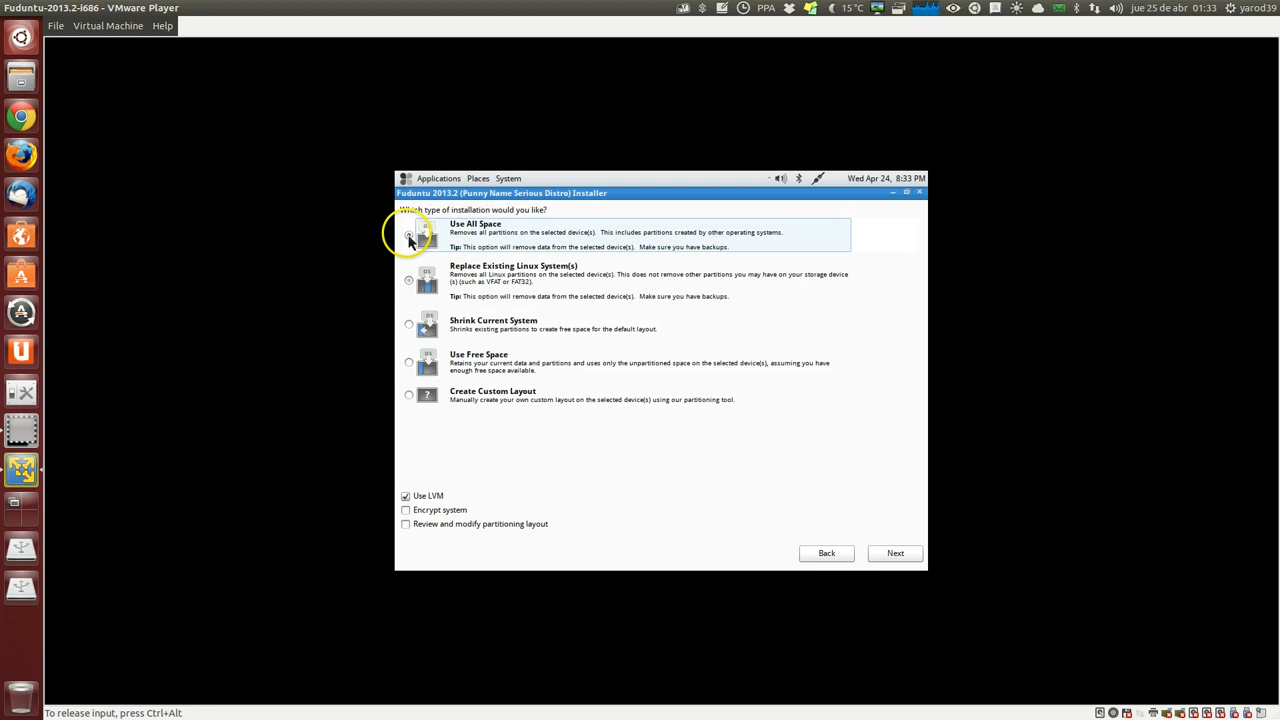 Fuduntu-2013.2-i686 - VMware Player
PPA
15°C
jue 25 de abr
01:33
yarod39
File Virtual Machine Help
Applications Places System
Wed Apr 24, 8:33 PM
Fuduntu 2013.2 (Punny Name Serious Distro) Installer
Which type of installation would you like?
Use All Space
Removes all partitions on the selected device(s). This includes partitions created by other operating systems.
Tip: This option will remove data from the selected device(s). Make sure you have backups.
Replace Existing Linux System(s)
Removes all Linux partitions on the selected device(s). This does not remove other partitions you may have on your storage device
(s) (such as VFAT or FAT32).
Tip: This option will remove data from the selected device(s). Make sure you have backups.
Shrink Current System
Shrinks existing partitions to create free space for the default layout.
Use Free Space
Retains your current data and partitions and uses only the unpartitioned space on the selected device(s), assuming you have
enough free space available.
Create Custom Layout
Manually create your own custom layout on the selected device(s) using our partitioning tool.
Use LVM
Encrypt system
Review and modify partitioning layout
Back
Next
To release input, press Ctrl+Alt